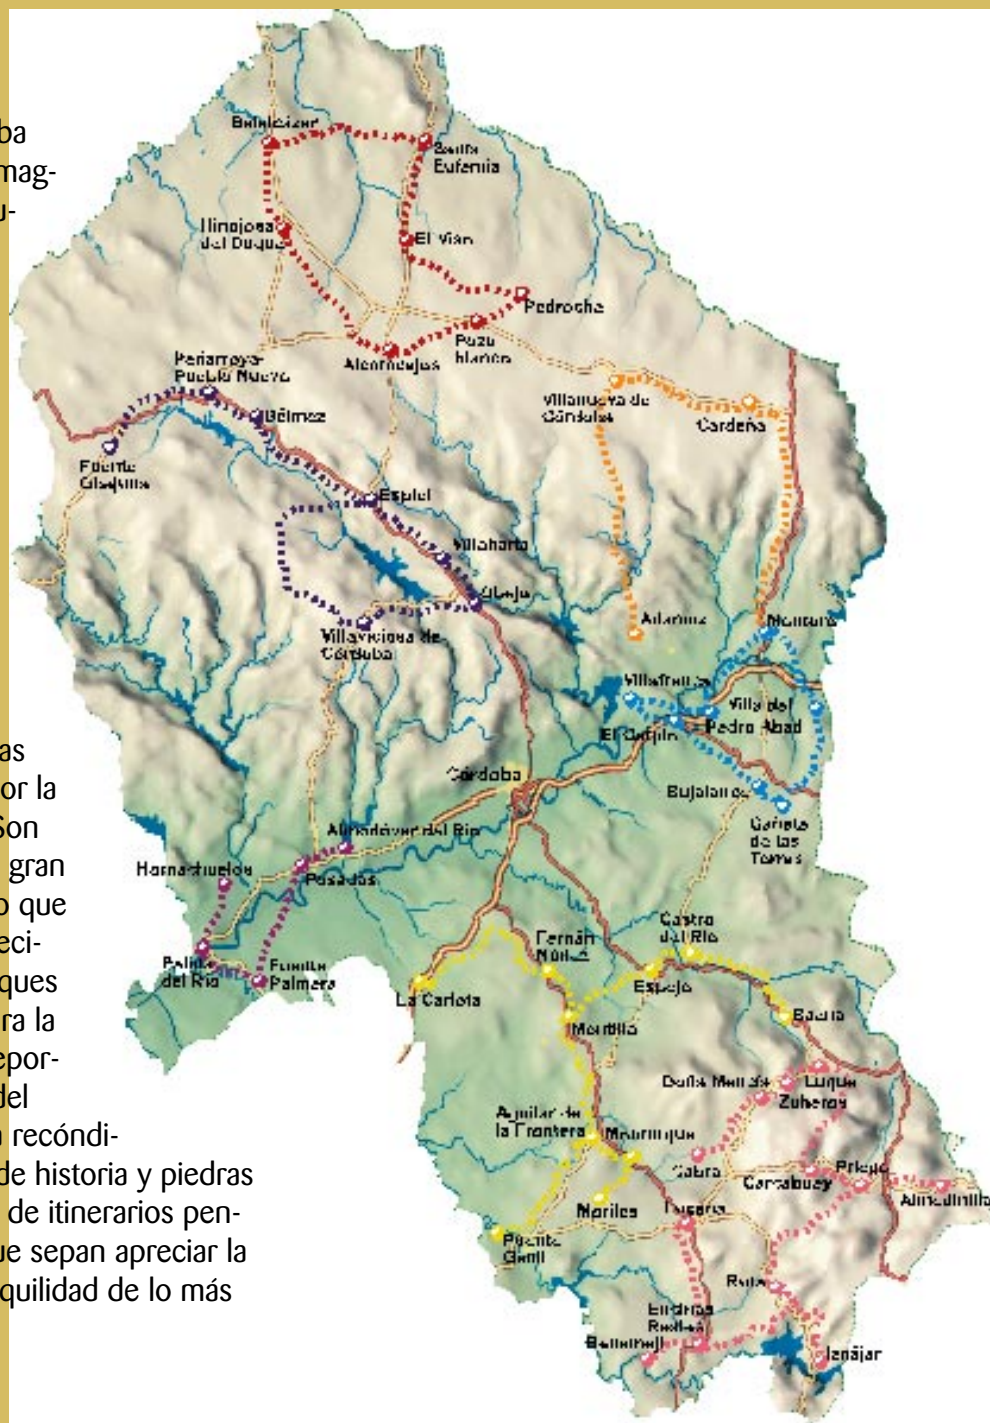 ba
mag-
u-
as
or la
Son
gran
o que
eci-
ques
ra la
epor-
del
recóndi-
de historia y piedras
de itinerarios pen-
ue sepan apreciar la
quilidad de lo más
Belalcázar
Santa
Eufemia
Hinojosa
del Duque
El Viso
Pedroche
Pozo
blanco
Alcaracejos
Peñarroya-
Pueblo Nuevo
Bélmez
Fuente
Obejuna
Villanueva de
Córdoba
Cardeña
Espiel
Villaharta
Obejo
Villaviciosa de
Córdoba
Adamuz
Montoro
Villafranca
Villa del
Pedro Abad
El Carpio
Bujalance
Cañete
de las
Torres
Córdoba
Almodóvar del Río
Hornachuelos
Posadas
Palma
del Río
Fuente
Palmera
La Carlota
Fernán
Núñez
Castro
del Río
Espejo
Montilla
Baena
Doña Mencía
Luque
Zuheros
Aguilar de
la Frontera
Monturque
Cabra
Carcabuey
Priego
Almedinilla
Moriles
Lucena
Puente
Genil
Rute
Encinas
Reales
Benamejí
Iznájar